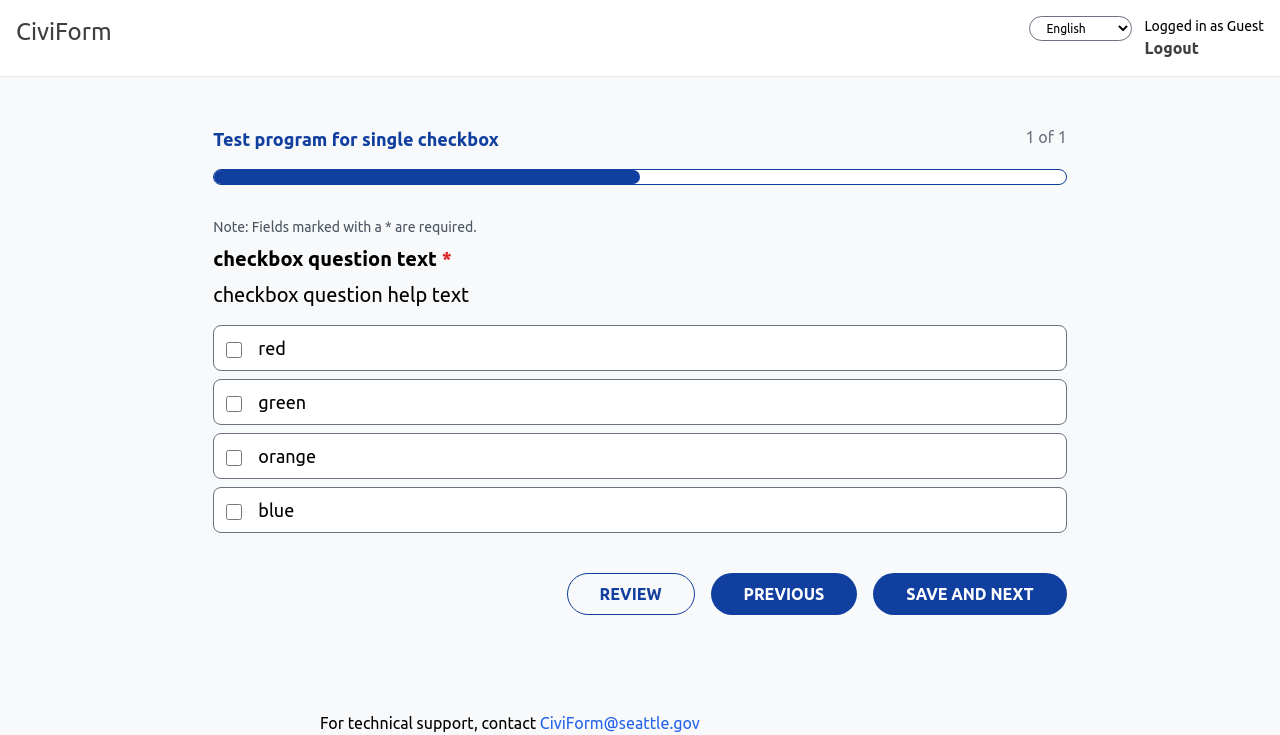 CiviForm
English
Logged in as Guest
Logout
Test program for single checkbox
1 of 1
Note: Fields marked with a * are required.
checkbox question text *
checkbox question help text
red
green
orange
blue
REVIEW
PREVIOUS
SAVE AND NEXT
For technical support, contact CiviForm@seattle.gov